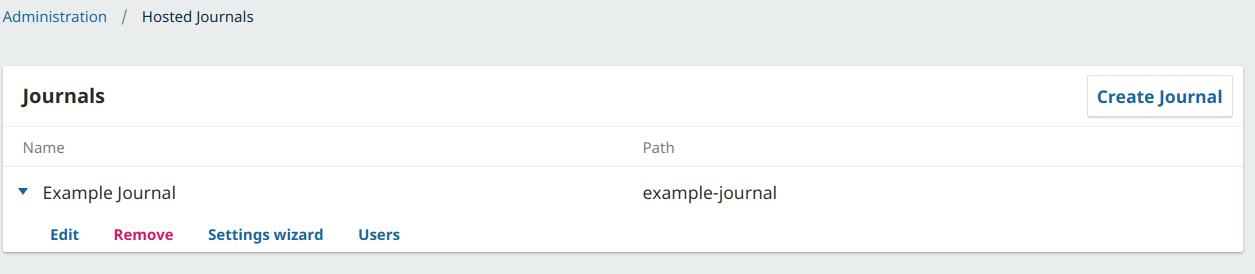 Administration / Hosted Journals
Journals
Create Journal
Name Path
Example Journal example-journal
Edit Remove Settings wizard Users